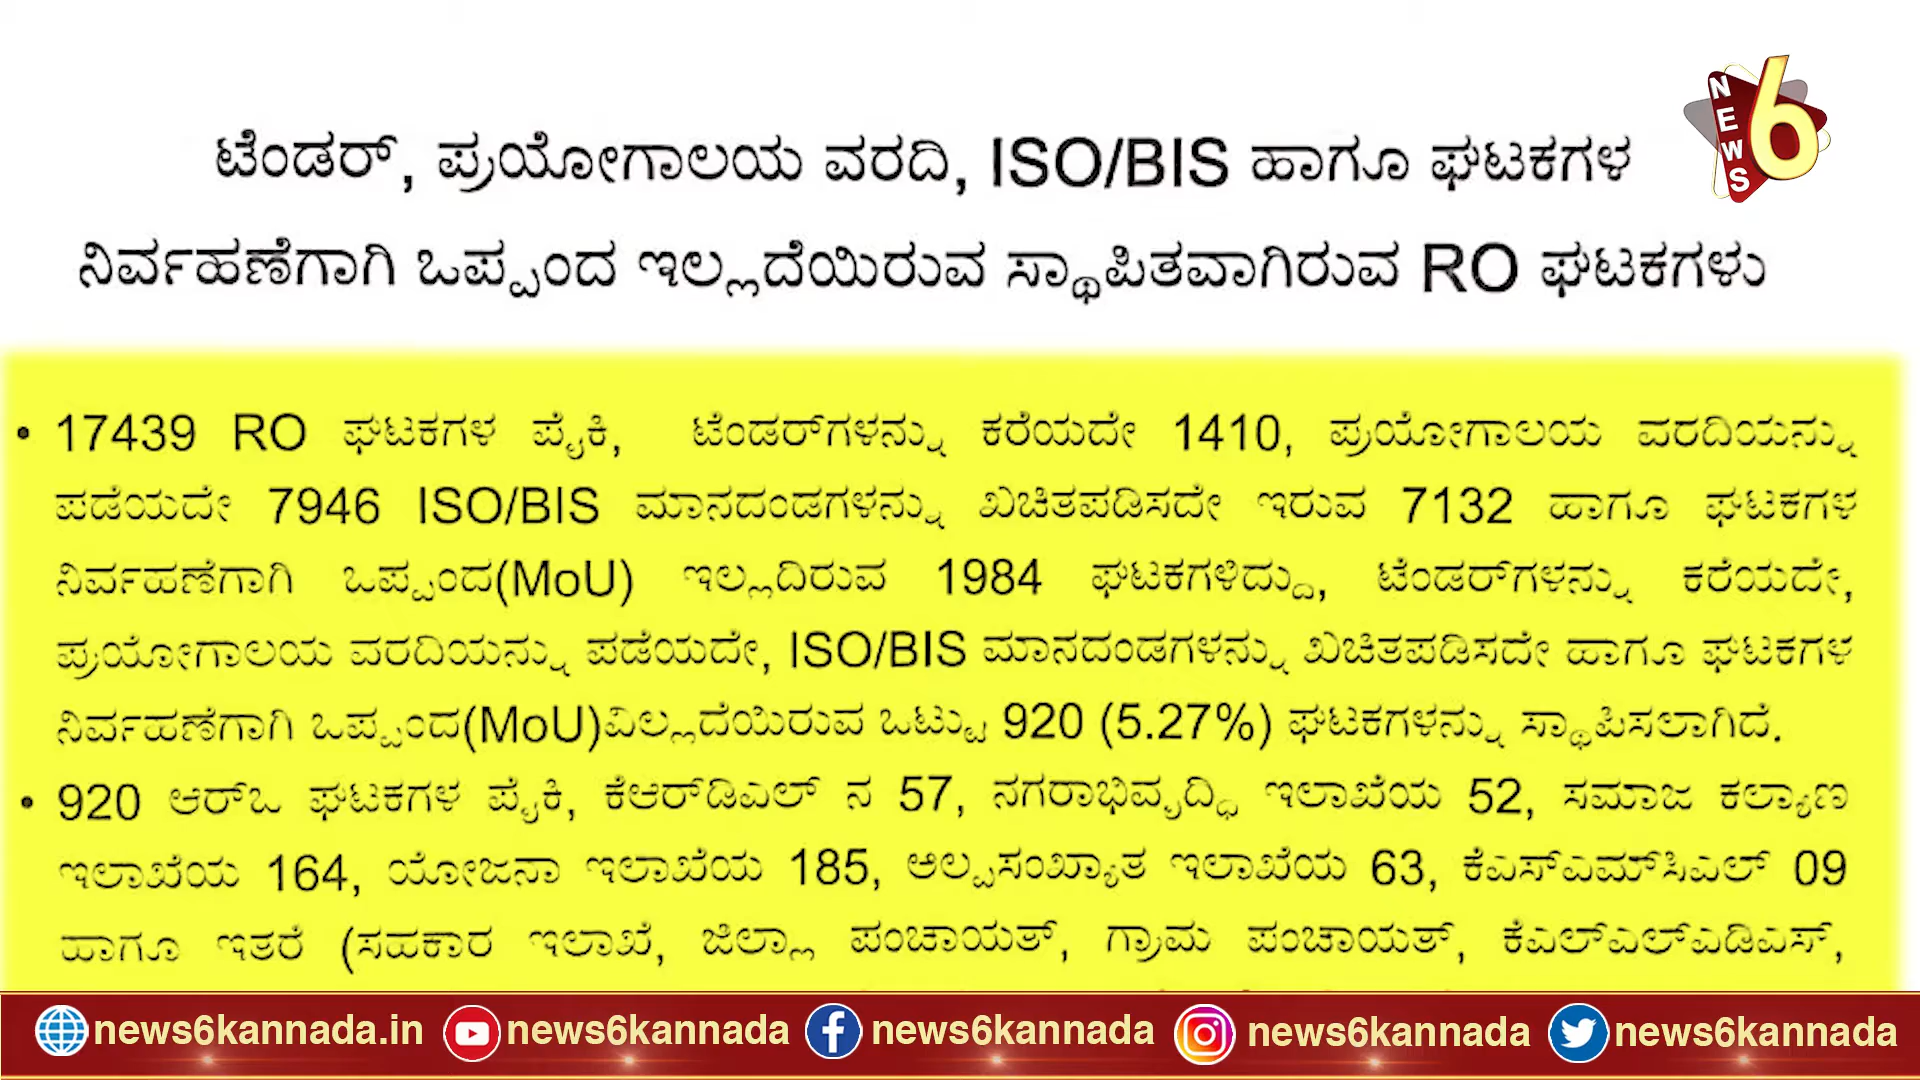 NEWS 6
ಟೆಂಡರ್, ಪ್ರಯೋಗಾಲಯ ವರದಿ, ISO/BIS ಹಾಗೂ ಘಟಕಗಳ
ನಿರ್ವಹಣೆಗಾಗಿ ಒಪ್ಪಂದ ಇಲ್ಲದೆಯಿರುವ ಸ್ಥಾಪಿತವಾಗಿರುವ RO ಘಟಕಗಳು
• 17439 RO ಘಟಕಗಳ ಪೈಕಿ, ಟೆಂಡರ್‌ಗಳನ್ನು ಕರೆಯದೇ 1410, ಪ್ರಯೋಗಾಲಯ ವರದಿಯನ್ನು
ಪಡೆಯದೇ 7946 ISO/BIS ಮಾನದಂಡಗಳನ್ನು ಖಚಿತಪಡಿಸದೇ ಇರುವ 7132 ಹಾಗೂ ಘಟಕಗಳ
ನಿರ್ವಹಣೆಗಾಗಿ ಒಪ್ಪಂದ(MoU) ಇಲ್ಲದಿರುವ 1984 ಘಟಕಗಳಿದ್ದು, ಟೆಂಡರ್‌ಗಳನ್ನು ಕರೆಯದೇ,
ಪ್ರಯೋಗಾಲಯ ವರದಿಯನ್ನು ಪಡೆಯದೇ, ISO/BIS ಮಾನದಂಡಗಳನ್ನು ಖಚಿತಪಡಿಸದೇ ಹಾಗೂ ಘಟಕಗಳ
ನಿರ್ವಹಣೆಗಾಗಿ ಒಪ್ಪಂದ(MoU)ವಿಲ್ಲದೆಯಿರುವ ಒಟ್ಟು 920 (5.27%) ಘಟಕಗಳನ್ನು ಸ್ಥಾಪಿಸಲಾಗಿದೆ.
• 920 ಆರ್‌ಒ ಘಟಕಗಳ ಪೈಕಿ, ಕೆಆರ್‌ಡಿಎಲ್ ನ 57, ನಗರಾಭಿವೃದ್ಧಿ ಇಲಾಖೆಯ 52, ಸಮಾಜ ಕಲ್ಯಾಣ
ಇಲಾಖೆಯ 164, ಯೋಜನಾ ಇಲಾಖೆಯ 185, ಅಲ್ಪಸಂಖ್ಯಾತ ಇಲಾಖೆಯ 63, ಕೆಎಸ್‌ಎಮ್‌ಸಿಎಲ್ 09
ಹಾಗೂ ಇತರೆ (ಸಹಕಾರ ಇಲಾಖೆ, ಜಿಲ್ಲಾ ಪಂಚಾಯತ್, ಗ್ರಾಮ ಪಂಚಾಯತ್, ಕೆಎಲ್‌ಎಲ್‌ಎಡಿಎಸ್,
news6kannada.in news6kannada news6kannada news6kannada news6kannada